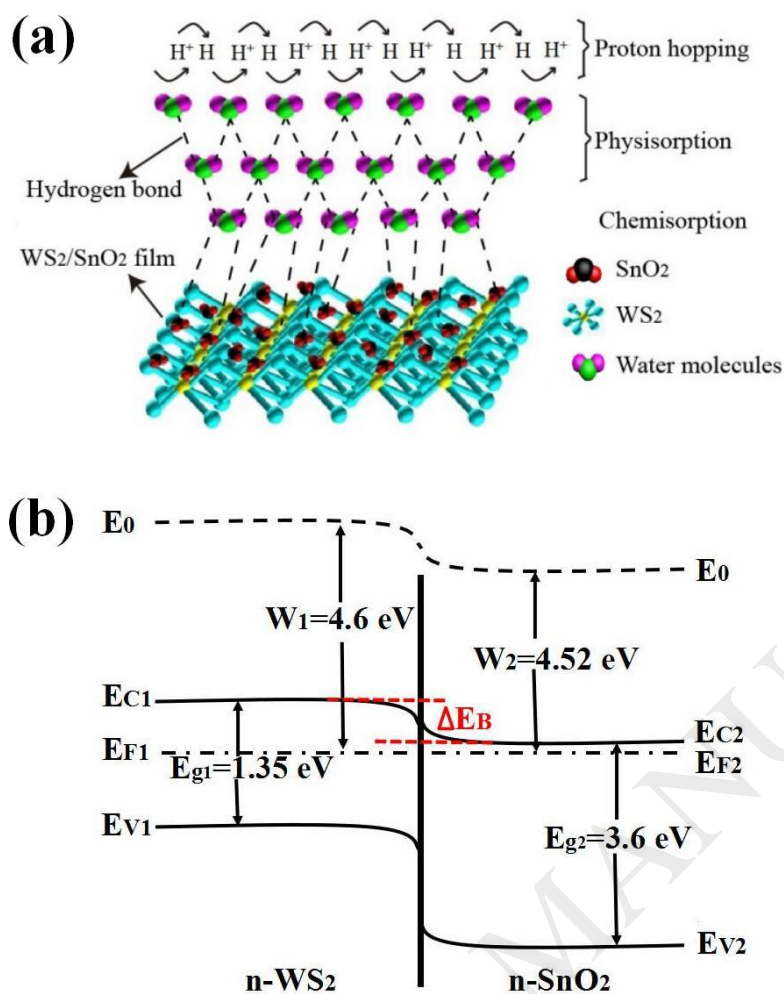 (a)
H⁺ H H⁺ H H⁺ H H⁺ H H⁺ H H⁺ H H⁺
Proton hopping
Physisorption
Hydrogen bond
Chemisorption
WS₂/SnO₂ film
SnO₂
WS₂
Water molecules
(b)
E₀
E₀
W₁=4.6 eV
W₂=4.52 eV
EC1
ΔEB
EC2
EF1
EF2
Eg1=1.35 eV
EV1
Eg2=3.6 eV
EV2
n-WS₂
n-SnO₂
MANU